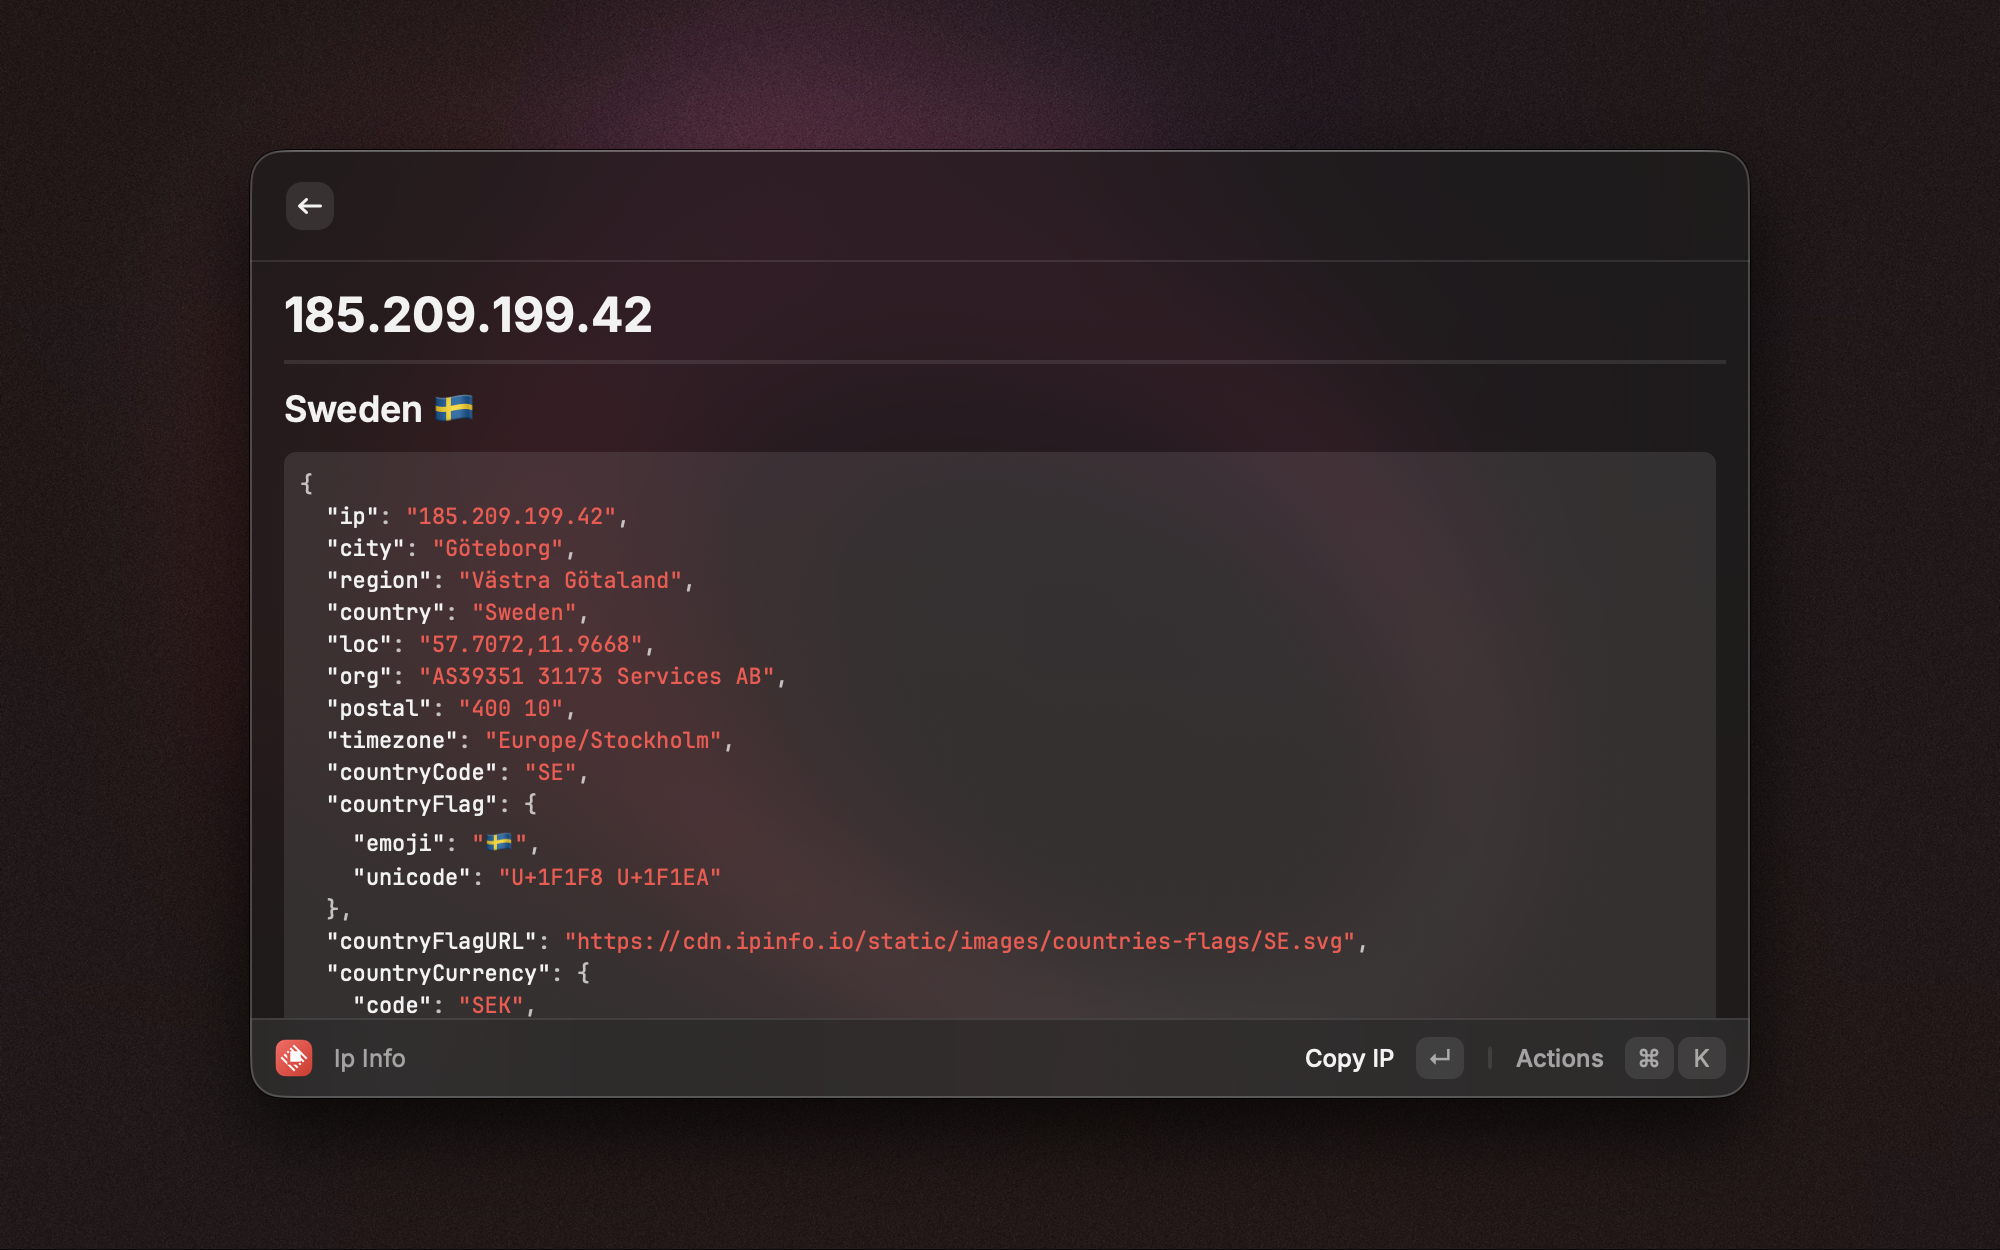 185.209.199.42
Sweden 🇸🇪
{
  "ip": "185.209.199.42",
  "city": "Göteborg",
  "region": "Västra Götaland",
  "country": "Sweden",
  "loc": "57.7072,11.9668",
  "org": "AS39351 31173 Services AB",
  "postal": "400 10",
  "timezone": "Europe/Stockholm",
  "countryCode": "SE",
  "countryFlag": {
    "emoji": "🇸🇪",
    "unicode": "U+1F1F8 U+1F1EA"
  },
  "countryFlagURL": "https://cdn.ipinfo.io/static/images/countries-flags/SE.svg",
  "countryCurrency": {
    "code": "SEK",
Ip Info Copy IP ↵ | Actions ⌘ K